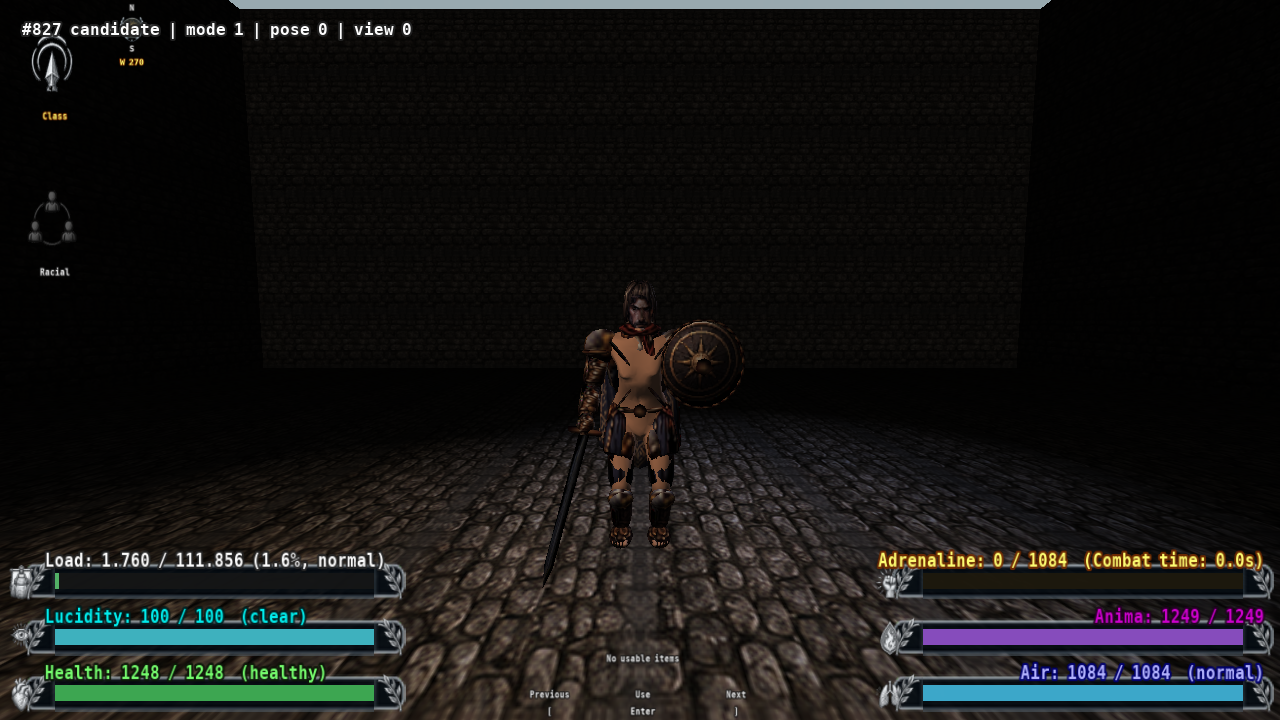 N
#827 candidate | mode 1 | pose 0 | view 0
S
W 270
Class
Racial
Load: 1.760 / 111.856 (1.6%, normal)
Adrenaline: 0 / 1084 (Combat time: 0.0s)
Lucidity: 100 / 100 (clear)
Anima: 1249 / 1249
No usable items
Health: 1248 / 1248 (healthy)
Air: 1084 / 1084 (normal)
Previous Use Next
[ Enter ]